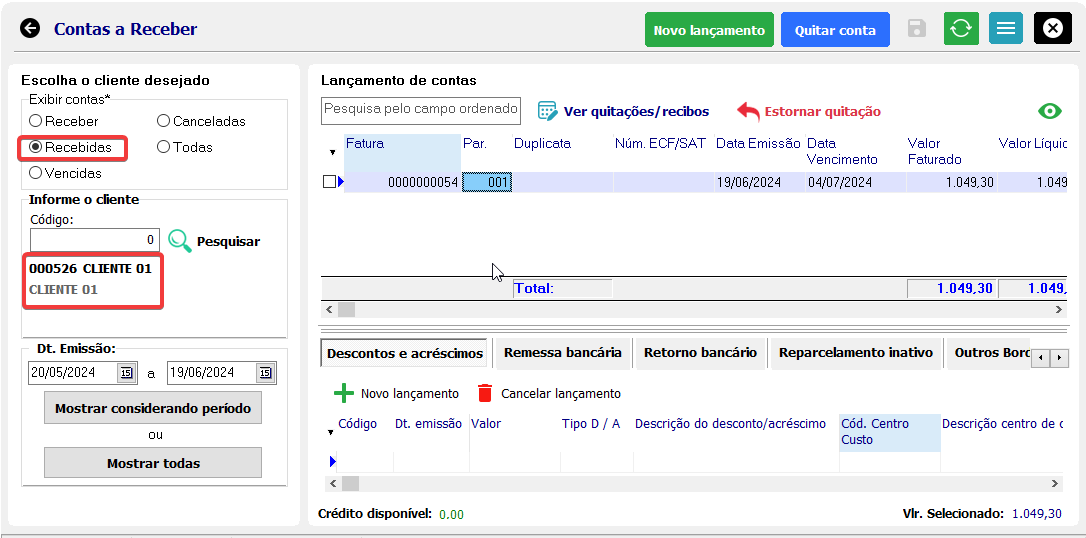 Contas a Receber
Novo lançamento
Quitar conta
Escolha o cliente desejado
Exibir contas*
Receber
Canceladas
Recebidas
Todas
Vencidas
Informe o cliente
Código:
0
Pesquisar
000526 CLIENTE 01
CLIENTE 01
Dt. Emissão:
20/05/2024
15
a
19/06/2024
15
Mostrar considerando período
ou
Mostrar todas
Lançamento de contas
Pesquisa pelo campo ordenado
Ver quitações/recibos
Estornar quitação
Fatura
Par.
Duplicata
Núm. ECF/SAT
Data Emissão
Data
Vencimento
Valor
Faturado
Valor Líquic
0000000054
001
19/06/2024
04/07/2024
1.049,30
1.049
Total:
1.049,30
1.049,
Descontos e acréscimos
Remessa bancária
Retorno bancário
Reparcelamento inativo
Outros Bord
Novo lançamento
Cancelar lançamento
Código
Dt. emissão
Valor
Tipo D / A
Descrição do desconto/acréscimo
Cód. Centro
Custo
Descrição centro de c
Crédito disponível: 0.00
Vlr. Selecionado: 1.049,30